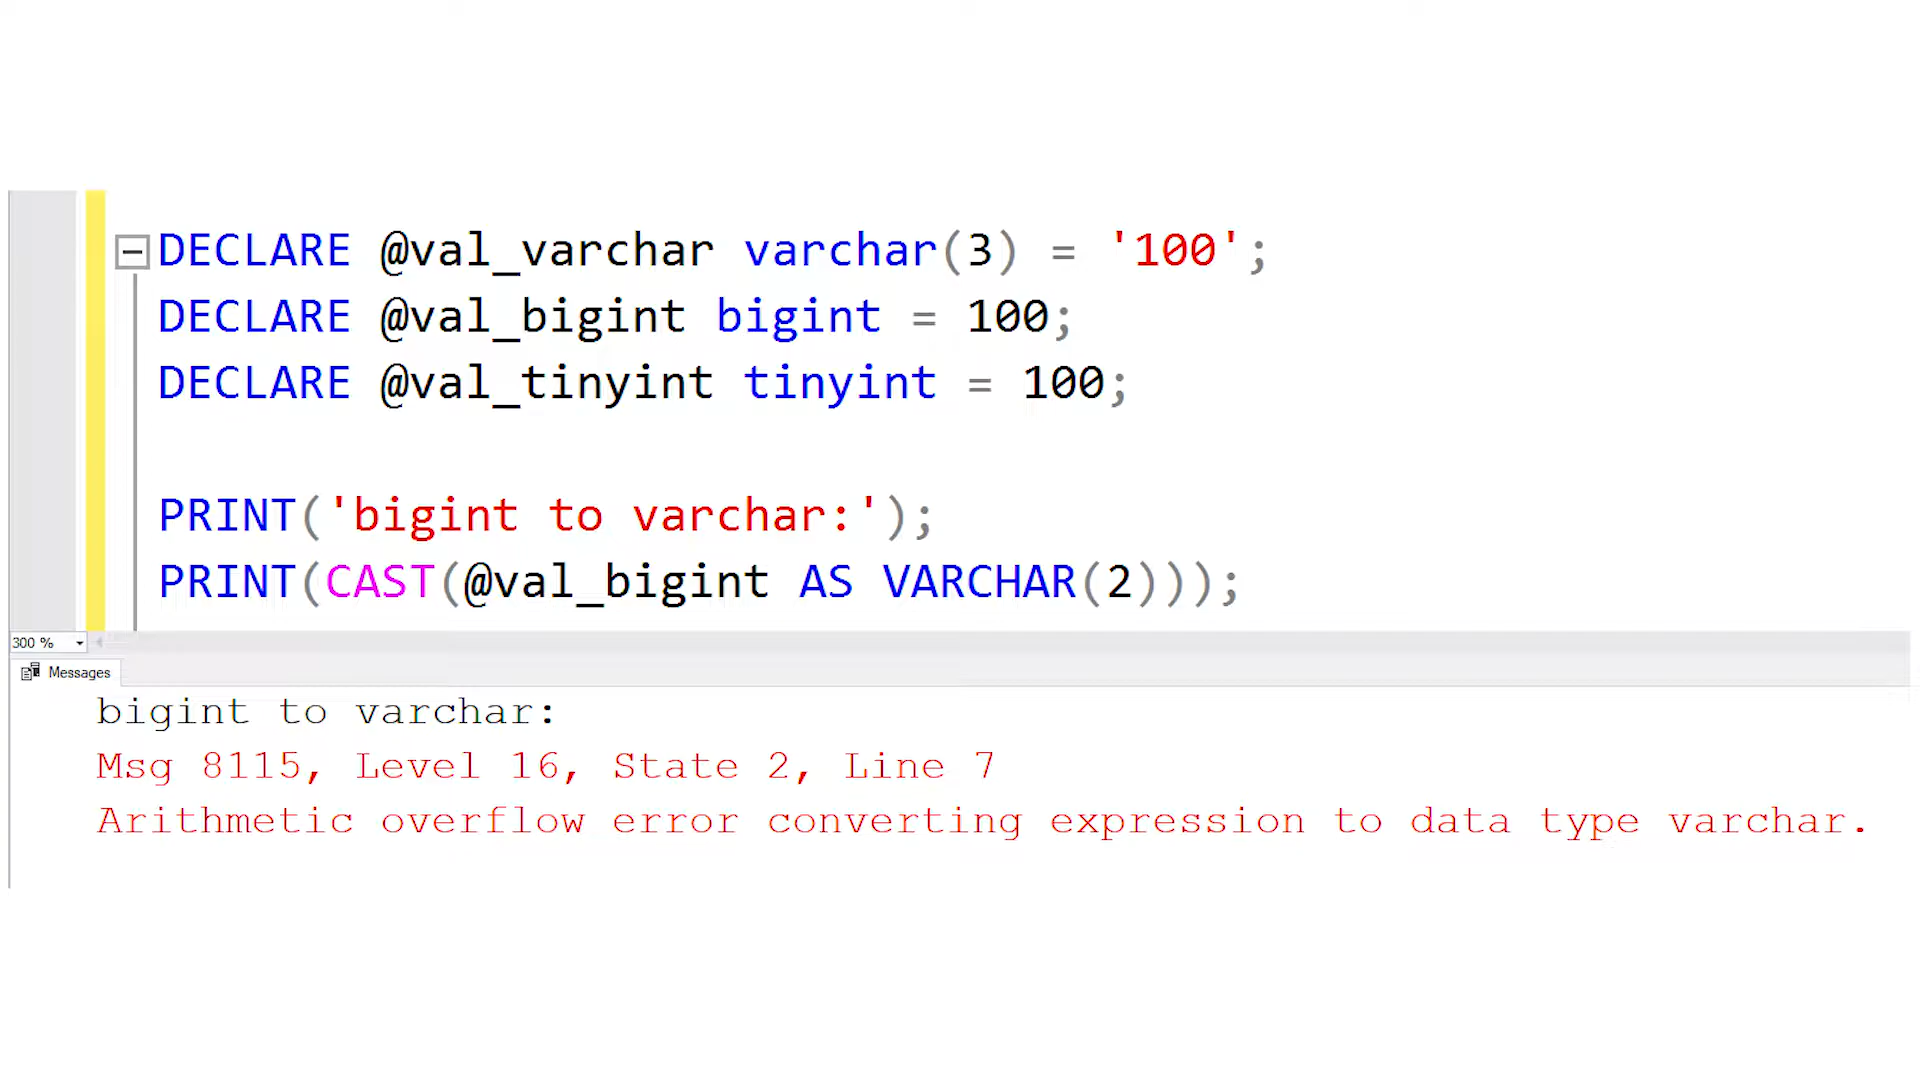 DECLARE @val_varchar varchar(3) = '100';
DECLARE @val_bigint bigint = 100;
DECLARE @val_tinyint tinyint = 100;
PRINT('bigint to varchar:');
PRINT(CAST(@val_bigint AS VARCHAR(2)));
300 %
Messages
bigint to varchar:
Msg 8115, Level 16, State 2, Line 7
Arithmetic overflow error converting expression to data type varchar.